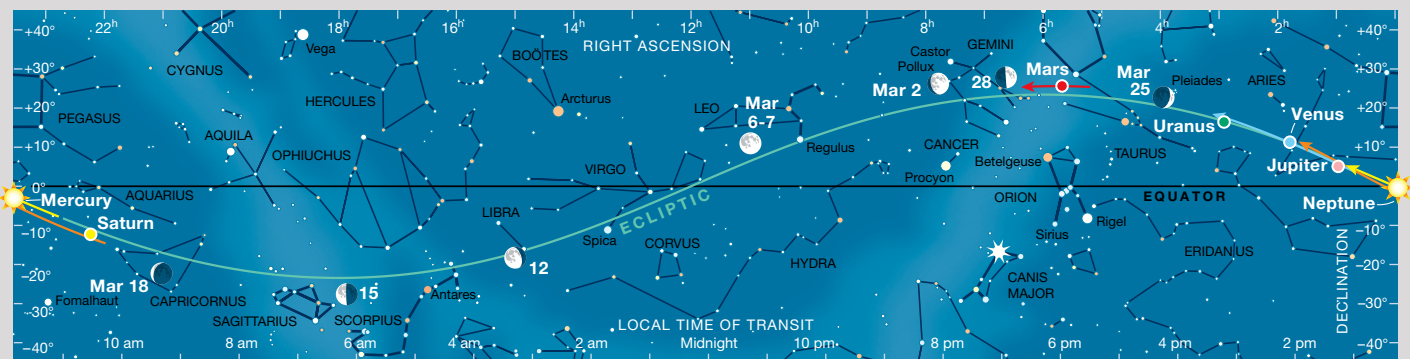 22h 20h 18h 16h 14h 12h 10h 8h 6h 4h 2h
+40° +40°
RIGHT ASCENSION
Vega
BOÖTES
GEMINI
Castor
Pollux
CYGNUS
+30° +30°
28
Mars
Mar
25
Pleiades
ARIES
Mar 2
HERCULES
Arcturus
LEO
Mar
6-7
+20° +20°
PEGASUS
AQUILA
Venus
Uranus
+10° +10°
OPHIUCHUS
Regulus
CANCER
Betelgeuse
TAURUS
Jupiter
VIRGO
Procyon
0° 0°
Mercury
AQUARIUS
ORION
EQUATOR
Neptune
Saturn
LIBRA
ECLIPTIC
Spica
Rigel
Sirius
-10° -10°
CORVUS
HYDRA
ERIDANUS
12
-20° -20°
Mar 18
CAPRICORNUS
15
Antares
CANIS
MAJOR
DECLINATION
Fomalhaut
-30° -30°
SAGITTARIUS
SCORPIUS
LOCAL TIME OF TRANSIT
-40° -40°
10 am 8 am 6 am 4 am 2 am Midnight 10 pm 8 pm 6 pm 4 pm 2 pm